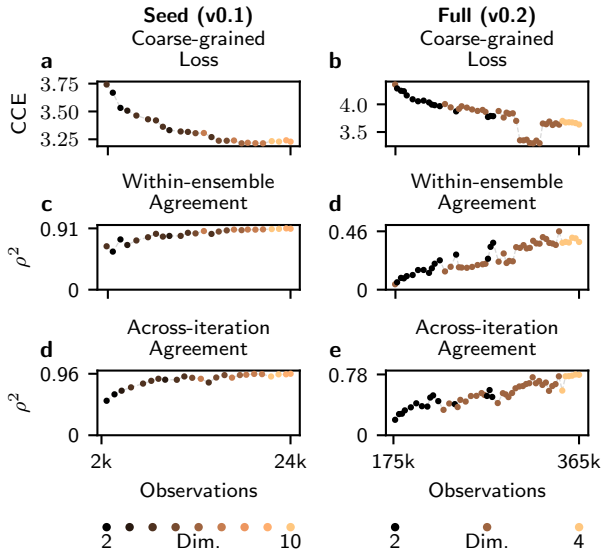 Seed (v0.1)
Full (v0.2)
a
Coarse-grained
Loss
b
Coarse-grained
Loss
3.75
3.50
3.25
CCE
4.0
3.5
c
Within-ensemble
Agreement
d
Within-ensemble
Agreement
0.91
0
ρ²
0.46
0
d
Across-iteration
Agreement
e
Across-iteration
Agreement
0.96
0
ρ²
0.78
0
2k
24k
175k
365k
Observations
Observations
2
Dim.
10
2
Dim.
4